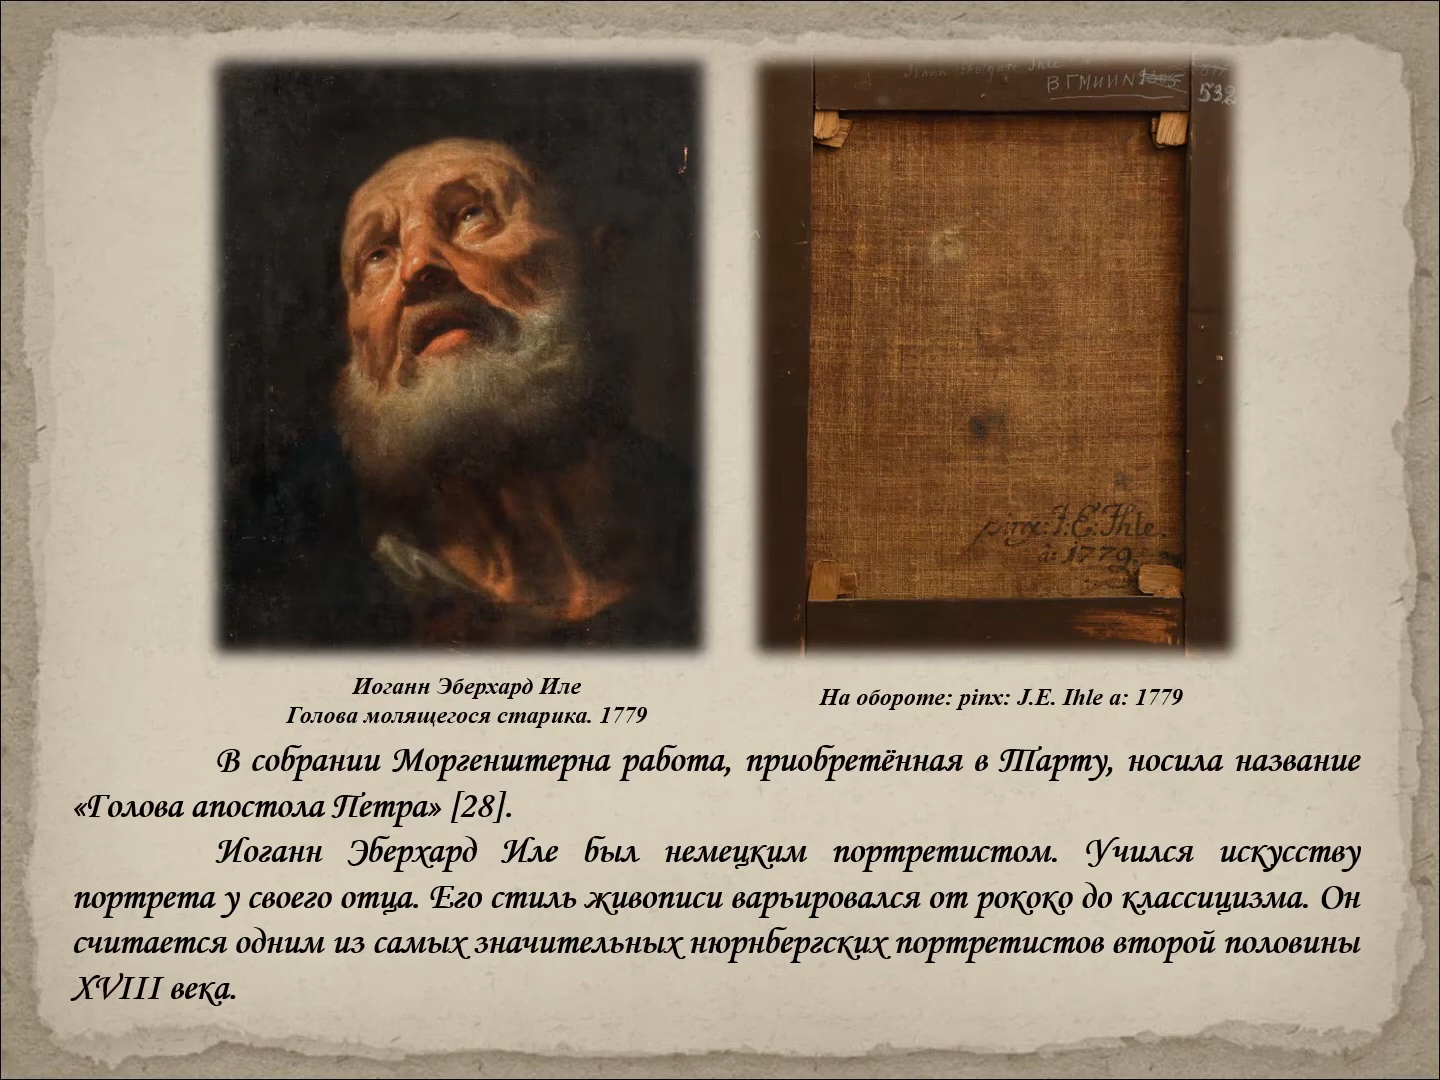 Ihle
ВГМИИ N 1605
532
pinx: J: E: Ihle.
a: 1779.
Иоганн Эберхард Иле
Голова молящегося старика. 1779
На обороте: pinx: J.E. Ihle a: 1779
В собрании Моргенштерна работа, приобретённая в Тарту, носила название
«Голова апостола Петра» [28].
Иоганн Эберхард Иле был немецким портретистом. Учился искусству
портрета у своего отца. Его стиль живописи варьировался от рококо до классицизма. Он
считается одним из самых значительных нюрнбергских портретистов второй половины
XVIII века.